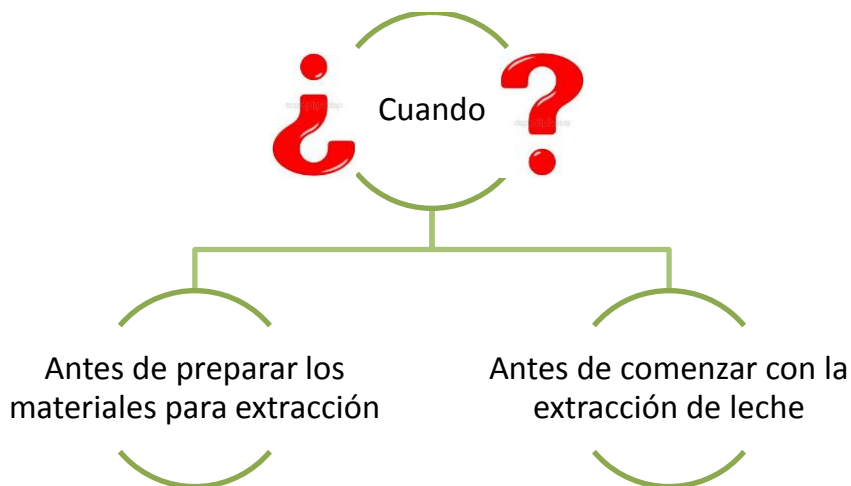 ¿ Cuando ?
Antes de preparar los
materiales para extracción
Antes de comenzar con la
extracción de leche